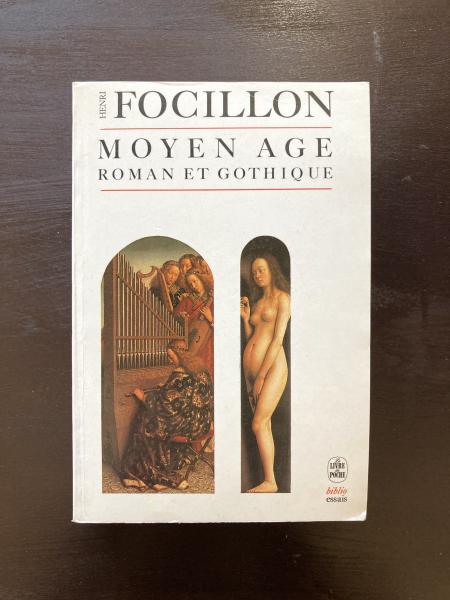 HENRI
FOCILLON
MOYEN AGE
ROMAN ET GOTHIQUE
Le
LIVRE
de
POCHE
biblio
essais